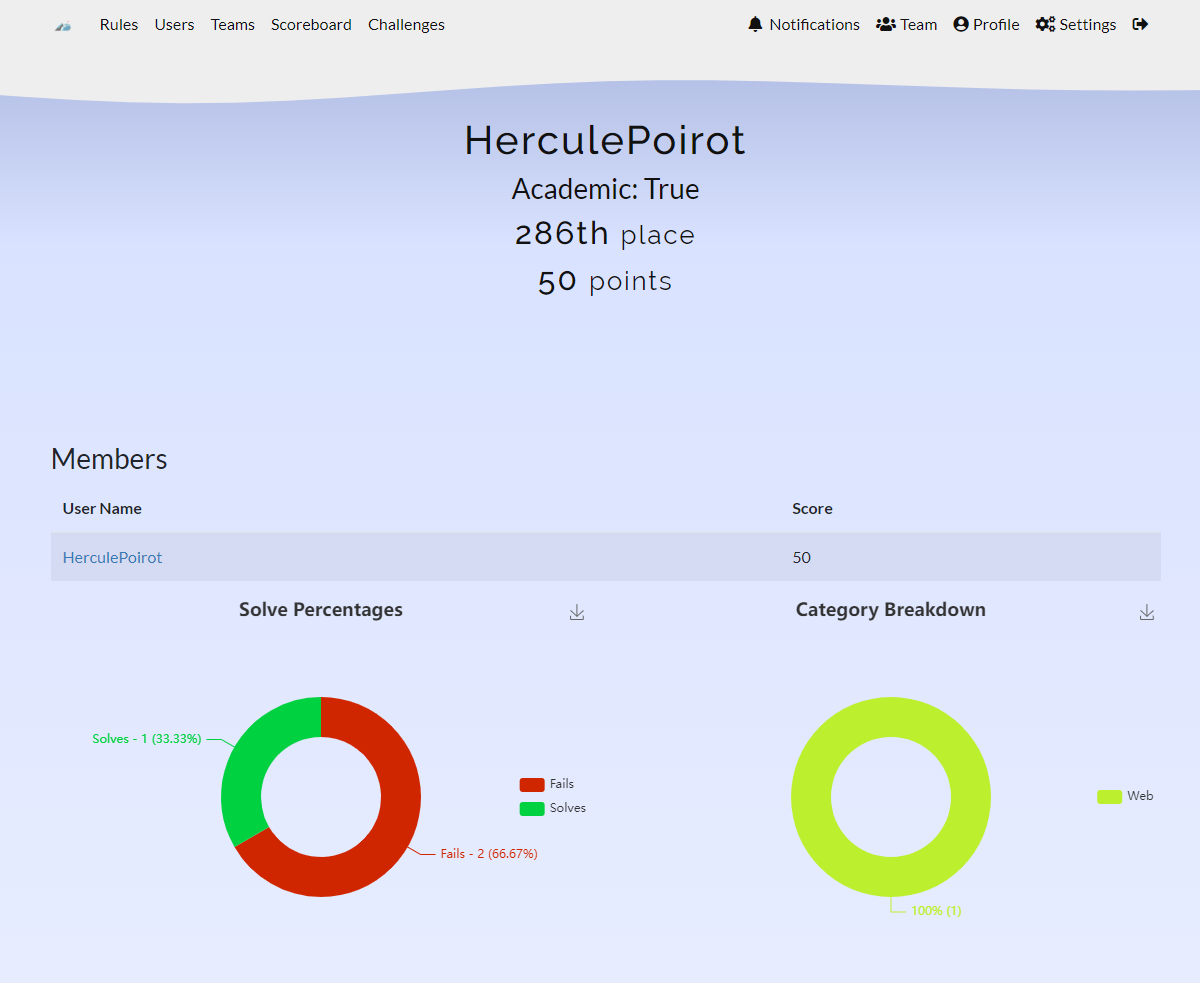 Rules Users Teams Scoreboard Challenges Notifications Team Profile Settings
HerculePoirot
Academic: True
286th place
50 points
Members
User Name Score
HerculePoirot 50
Solve Percentages Category Breakdown
Solves - 1 (33.33%)
Fails
Solves
Web
Fails - 2 (66.67%)
100% (1)